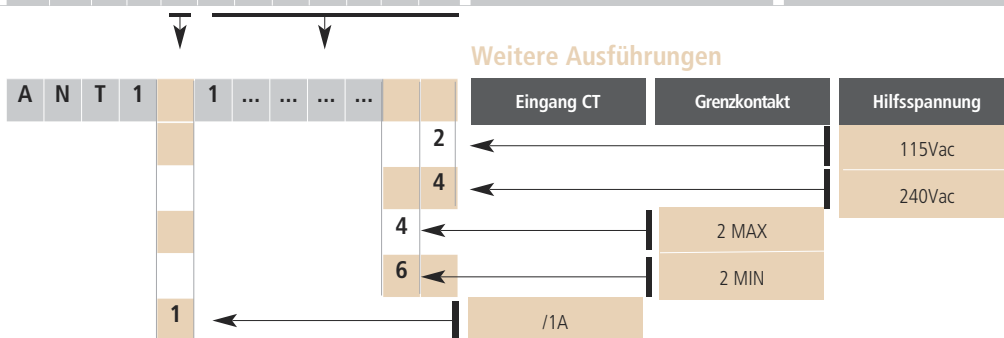 Weitere Ausführungen
A N T 1 1 ... ... ... ... Eingang CT Grenzkontakt Hilfsspannung
2 115Vac
4 240Vac
4 2 MAX
6 2 MIN
1 /1A